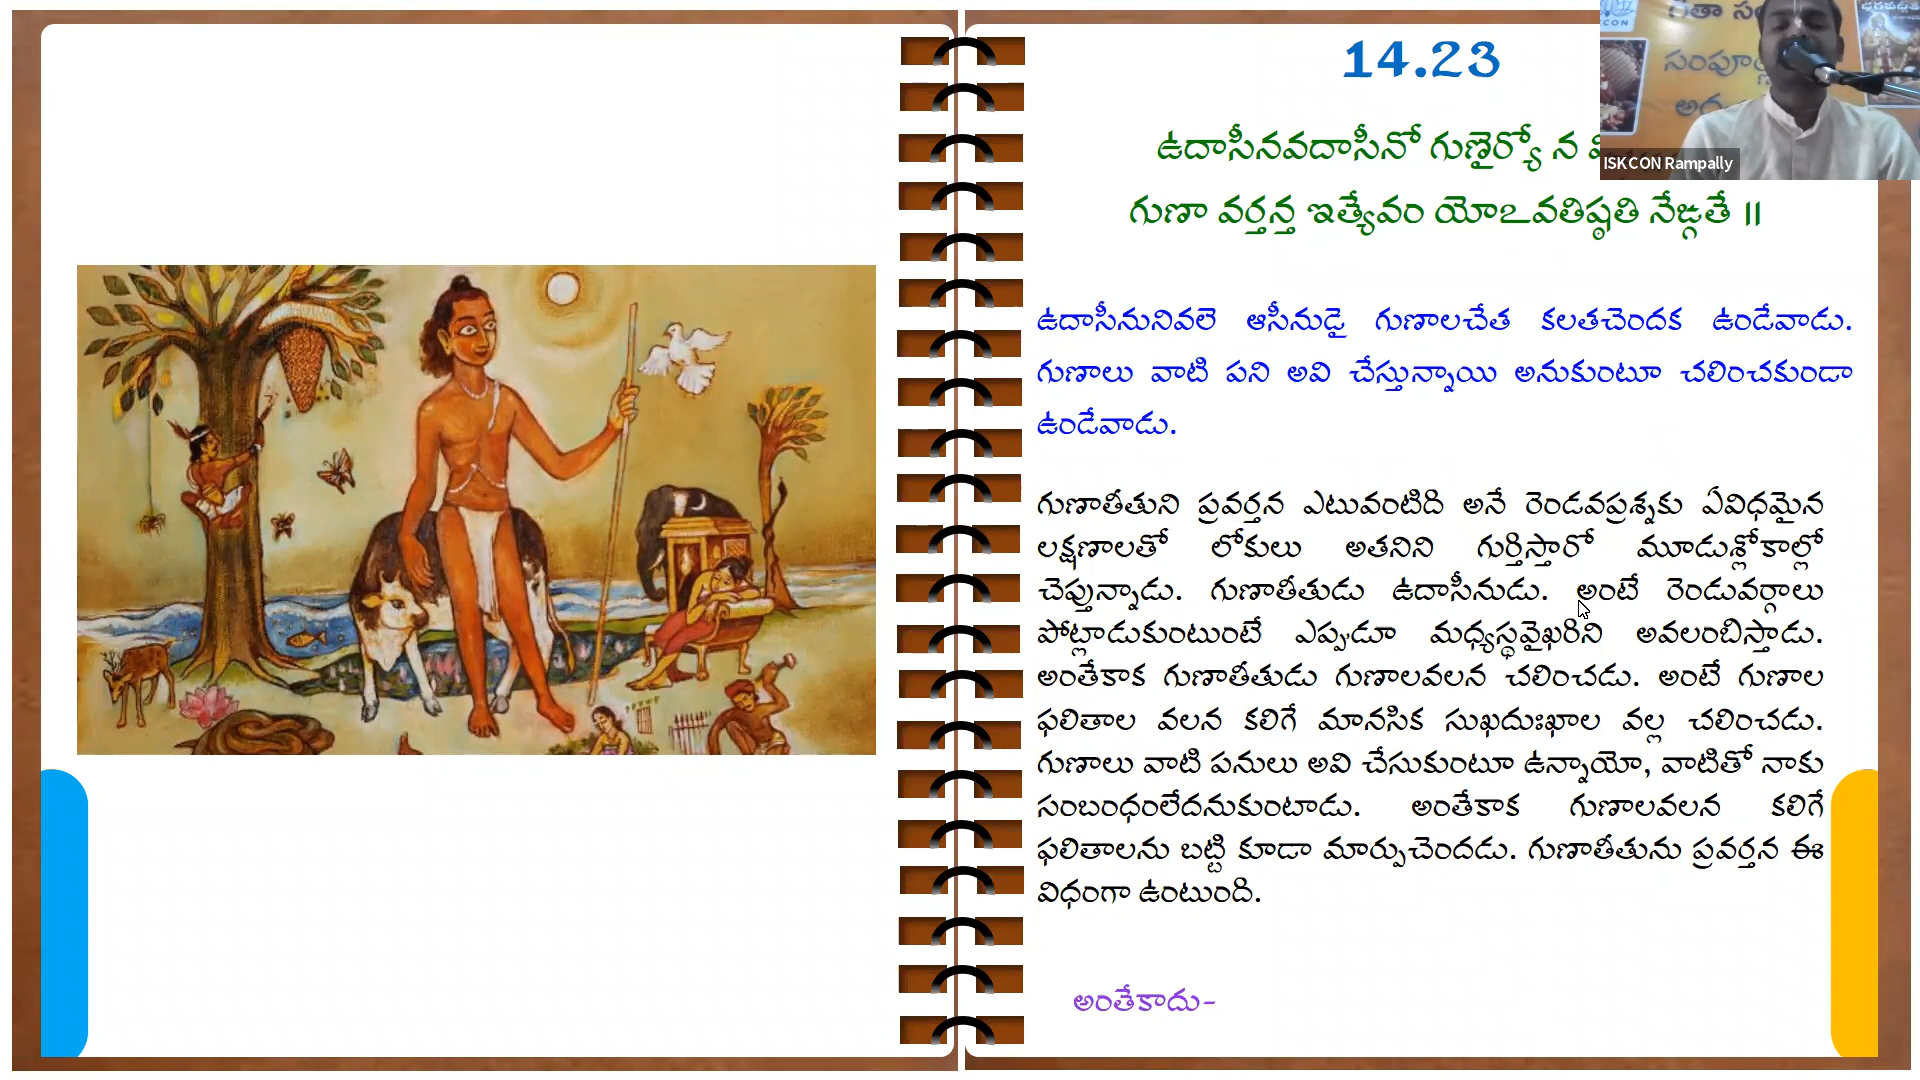 14.23
ఉదాసీనవదాసీనో గుణైర్యో న
గుణా వర్తన్త ఇత్యేవం యోఽవతిష్ఠతి నేఙ్గతే ॥
ఉదాసీనునివలె ఆసీనుడై గుణాలచేత కలతచెందక ఉండేవాడు.
గుణాలు వాటి పని అవి చేస్తున్నాయి అనుకుంటూ చలించకుండా
ఉండేవాడు.
గుణాతీతుని ప్రవర్తన ఎటువంటిది అనే రెండవప్రశ్నకు ఏవిధమైన
లక్షణాలతో లోకులు అతనిని గుర్తిస్తారో మూడుశ్లోకాల్లో
చెప్తున్నాడు. గుణాతీతుడు ఉదాసీనుడు. అంటే రెండువర్గాలు
పోట్లాడుకుంటుంటే ఎప్పుడూ మధ్యస్థవైఖరిని అవలంబిస్తాడు.
అంతేకాక గుణాతీతుడు గుణాలవలన చలించడు. అంటే గుణాల
ఫలితాల వలన కలిగే మానసిక సుఖదుఃఖాల వల్ల చలించడు.
గుణాలు వాటి పనులు అవి చేసుకుంటూ ఉన్నాయో, వాటితో నాకు
సంబంధంలేదనుకుంటాడు. అంతేకాక గుణాలవలన కలిగే
ఫలితాలను బట్టి కూడా మార్పుచెందడు. గుణాతీతును ప్రవర్తన ఈ
విధంగా ఉంటుంది.
అంతేకాదు-
ISKCON Rampally